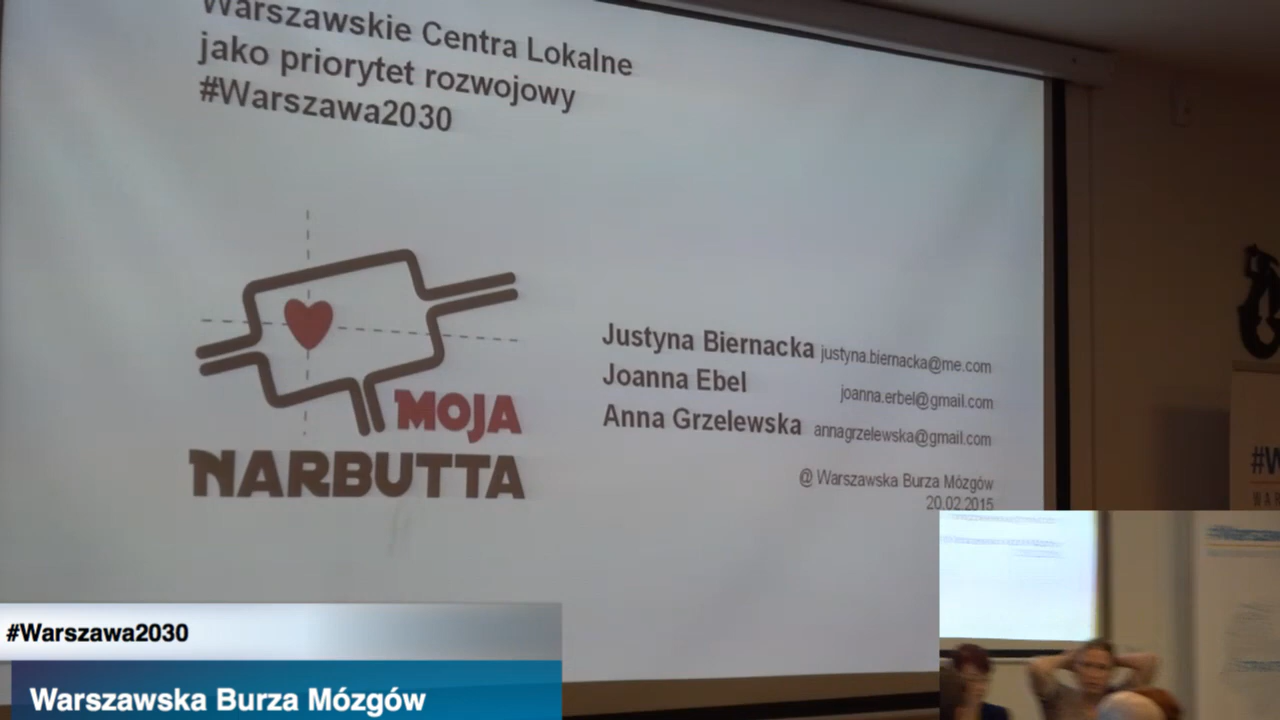 Warszawskie Centra Lokalne
jako priorytet rozwojowy
#Warszawa2030
MOJA
NARBUTTA
Justyna Biernacka justyna.biernacka@me.com
Joanna Ebel joanna.erbel@gmail.com
Anna Grzelewska annagrzelewska@gmail.com
@ Warszawska Burza Mózgów
20.02.2015
#W
WAR
#Warszawa2030
Warszawska Burza Mózgów